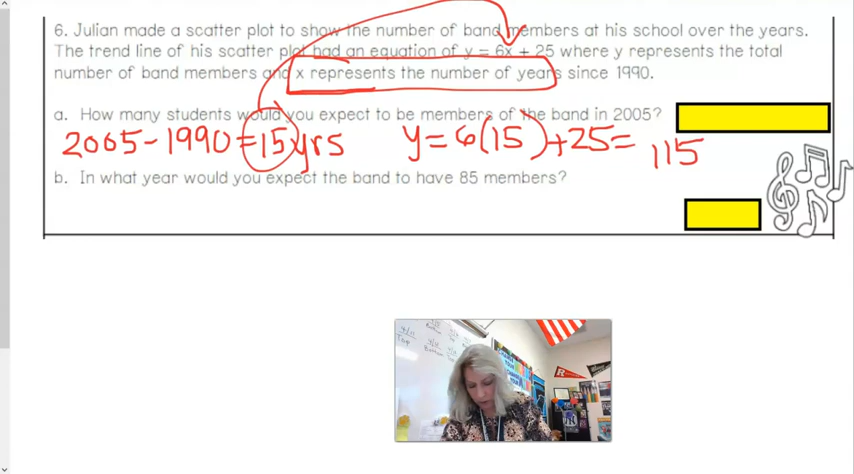 6. Julian made a scatter plot to show the number of band members at his school over the years.
The trend line of his scatter plot had an equation of y = 6x + 25 where y represents the total
number of band members and x represents the number of years since 1990.
a. How many students would you expect to be members of the band in 2005?
2005 - 1990 = 15 yrs y = 6(15) + 25 = 115
b. In what year would you expect the band to have 85 members?